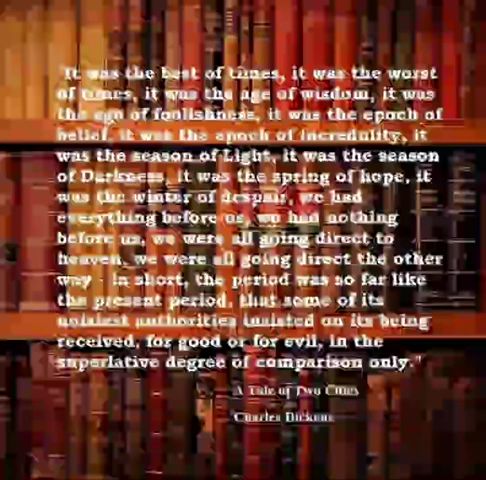 "It was the best of times, it was the worst
of times, it was the age of wisdom, it was
the age of foolishness, it was the epoch of
belief, it was the epoch of incredulity, it
was the season of Light, it was the season
of Darkness, it was the spring of hope, it
was the winter of despair, we had
everything before us, we had nothing
before us, we were all going direct to
heaven, we were all going direct the other
way - in short, the period was so far like
the present period, that some of its
noisiest authorities insisted on its being
received, for good or for evil, in the
superlative degree of comparison only."
A Tale of Two Cities
Charles Dickens